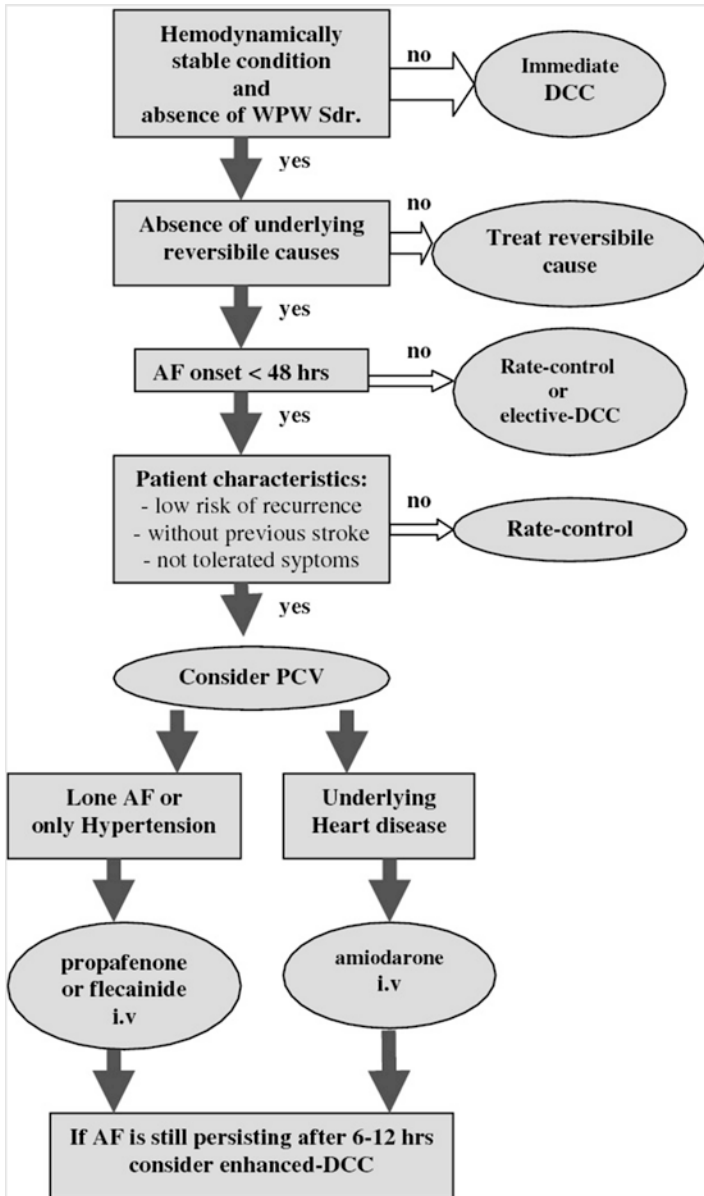 Hemodynamically
stable condition
and
absence of WPW Sdr.
no
Immediate
DCC
yes
Absence of underlying
reversibile causes
no
Treat reversibile
cause
yes
AF onset < 48 hrs
no
Rate-control
or
elective-DCC
yes
Patient characteristics:
- low risk of recurrence
- without previous stroke
- not tolerated syptoms
no
Rate-control
yes
Consider PCV
Lone AF or
only Hypertension
Underlying
Heart disease
propafenone
or flecainide
i.v
amiodarone
i.v
If AF is still persisting after 6-12 hrs
consider enhanced-DCC